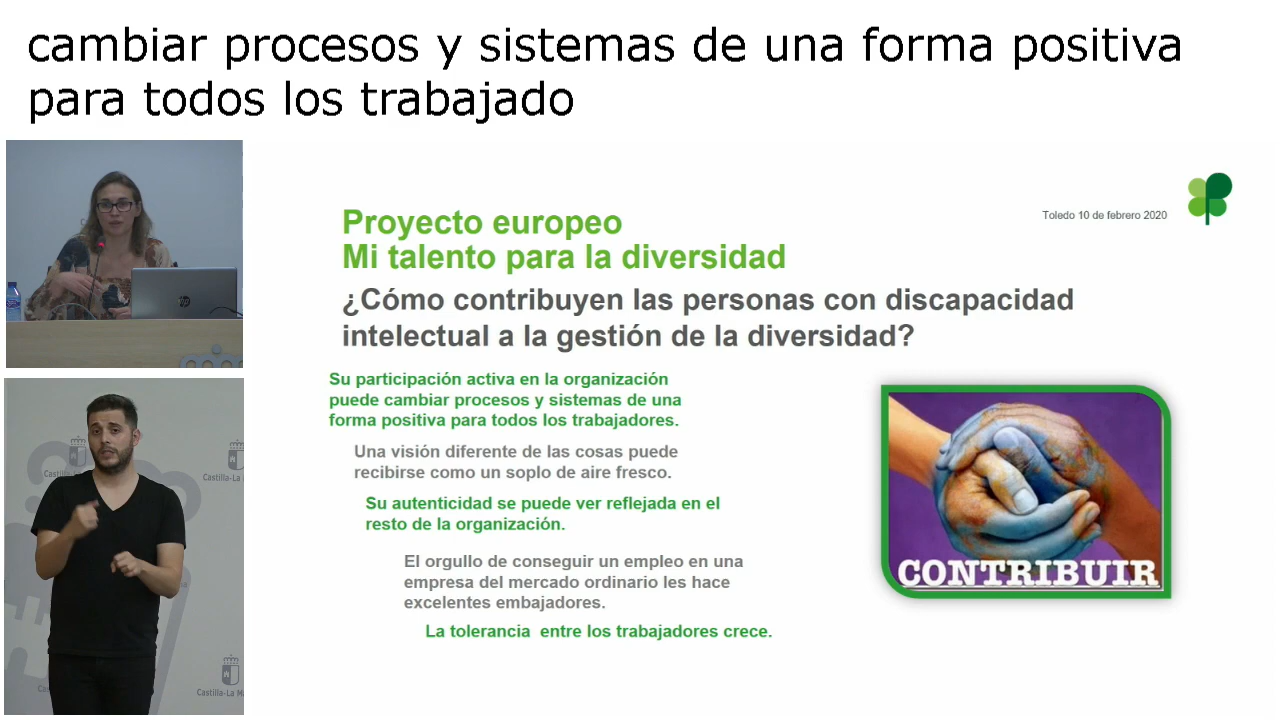 cambiar procesos y sistemas de una forma positiva
para todos los trabajado
Toledo 10 de febrero 2020
Proyecto europeo
Mi talento para la diversidad
¿Cómo contribuyen las personas con discapacidad
intelectual a la gestión de la diversidad?
Su participación activa en la organización
puede cambiar procesos y sistemas de una
forma positiva para todos los trabajadores.
Una visión diferente de las cosas puede
recibirse como un soplo de aire fresco.
Su autenticidad se puede ver reflejada en el
resto de la organización.
El orgullo de conseguir un empleo en una
empresa del mercado ordinario les hace
excelentes embajadores.
La tolerancia entre los trabajadores crece.
CONTRIBUIR
hp
Castilla-La
Castilla-La M